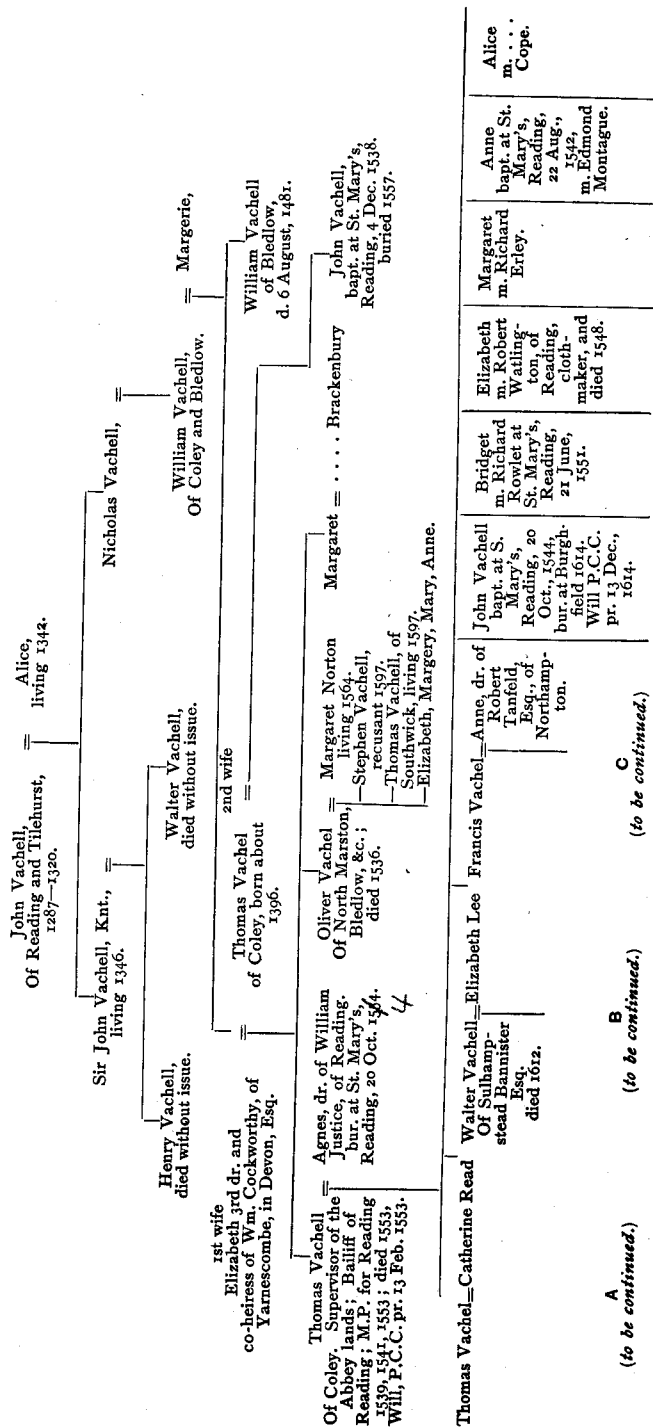 John Vachell,
Of Reading and Tilehurst,
1287—1320.
=
Alice,
living 1342.
Sir John Vachell, Knt.,
living 1346.
=
Nicholas Vachell,
=
Henry Vachell,
died without issue.
Walter Vachell,
died without issue.
William Vachell,
Of Coley and Bledlow.
=
Margerie,
1st wife
Elizabeth 3rd dr. and
co-heiress of Wm. Cockworthy, of
Yarnescombe, in Devon, Esq.
=
Thomas Vachel
of Coley, born about
1396.
=
2nd wife
William Vachell
of Bledlow,
d. 6 August, 1481.
Thomas Vachell
Of Coley. Supervisor of the
Abbey lands; Bailiff of
Reading; M.P. for Reading
1539, 1541, 1553; died 1553,
Will, P.C.C. pr. 13 Feb. 1553.
=
Agnes, dr. of William
Justice, of Reading.
bur. at St. Mary's,
Reading, 20 Oct. 1564.
4
Oliver Vachel
Of North Marston,
Bledlow, &c.;
died 1536.
=
Margaret Norton
living 1564.
—Stephen Vachell,
recusant 1597.
—Thomas Vachell, of
Southwick, living 1597.
—Elizabeth, Margery, Mary, Anne.
Margaret = . . . . Brackenbury
John Vachell,
bapt. at St. Mary's,
Reading, 4 Dec. 1538.
buried 1557.
Thomas Vachel=Catherine Read
Walter Vachell=Elizabeth Lee
Of Sulhamp-
stead Bannister
Esq.
died 1612.
Francis Vachel=Anne, dr. of
Robert
Tanfeld,
Esq., of
Northamp-
ton.
John Vachell
bapt. at S.
Mary's,
Reading, 20
Oct., 1544,
bur. at Burgh-
field 1614.
Will P.C.C.
pr. 13 Dec.,
1614.
Bridget
m. Richard
Rowlet at
St. Mary's,
Reading,
21 June,
1551.
Elizabeth
m. Robert
Watling-
ton, of
Reading,
cloth-
maker, and
died 1548.
Margaret
m. Richard
Erley.
Anne
bapt. at St.
Mary's,
Reading,
22 Aug.,
1542,
m. Edmond
Montague.
Alice
m. . . . .
Cope.
A
(to be continued.)
B
(to be continued.)
C
(to be continued.)